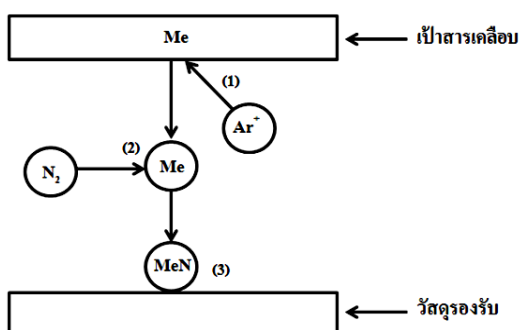 Me
เป้าสารเคลือบ
(1)
Ar⁺
(2)
N₂
Me
MeN
(3)
วัสดุรองรับ